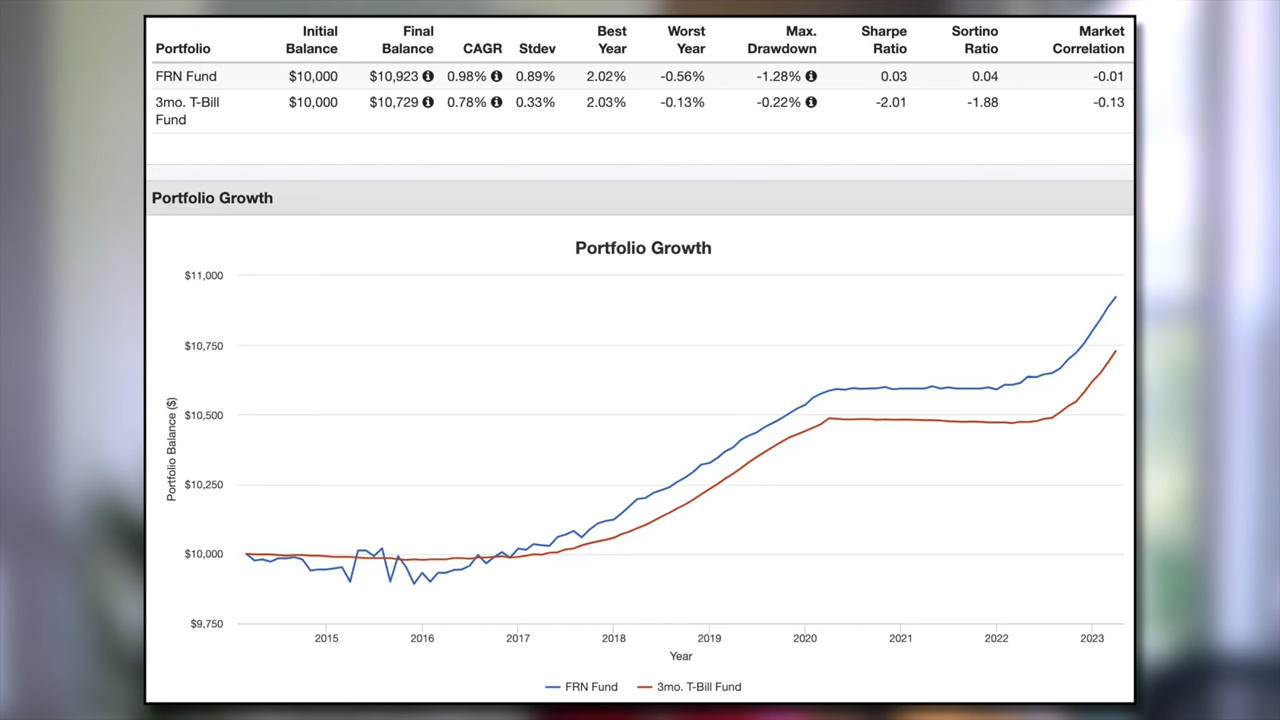 Portfolio Initial Balance Final Balance CAGR Stdev Best Year Worst Year Max. Drawdown Sharpe Ratio Sortino Ratio Market Correlation
FRN Fund $10,000 $10,923 0.98% 0.89% 2.02% -0.56% -1.28% 0.03 0.04 -0.01
3mo. T-Bill Fund $10,000 $10,729 0.78% 0.33% 2.03% -0.13% -0.22% -2.01 -1.88 -0.13
Portfolio Growth
Portfolio Growth
$11,000
$10,750
$10,500
$10,250
$10,000
$9,750
Portfolio Balance ($)
2015 2016 2017 2018 2019 2020 2021 2022 2023
Year
FRN Fund 3mo. T-Bill Fund